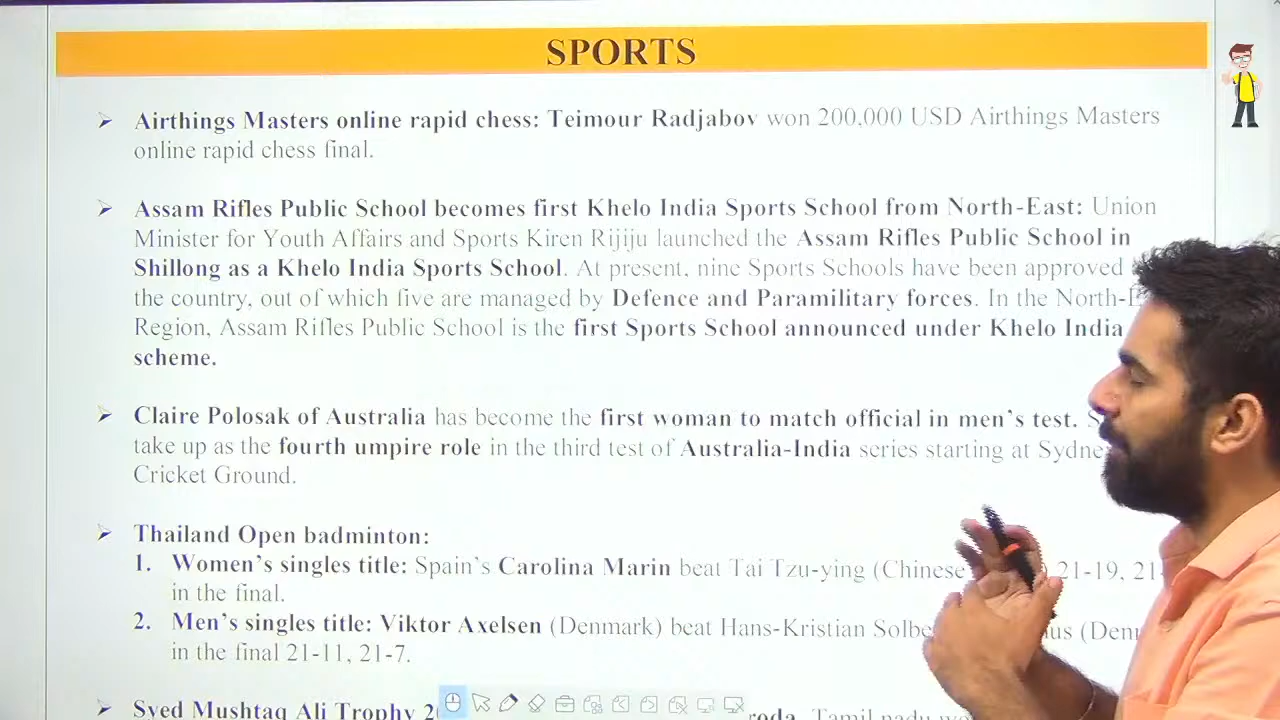 SPORTS
➢ Airthings Masters online rapid chess: Teimour Radjabov won 200,000 USD Airthings Masters
online rapid chess final.
➢ Assam Rifles Public School becomes first Khelo India Sports School from North-East: Union
Minister for Youth Affairs and Sports Kiren Rijiju launched the Assam Rifles Public School in
Shillong as a Khelo India Sports School. At present, nine Sports Schools have been approved
the country, out of which five are managed by Defence and Paramilitary forces. In the North-E
Region, Assam Rifles Public School is the first Sports School announced under Khelo India
scheme.
➢ Claire Polosak of Australia has become the first woman to match official in men's test. S
take up as the fourth umpire role in the third test of Australia-India series starting at Sydne
Cricket Ground.
➢ Thailand Open badminton:
1. Women's singles title: Spain's Carolina Marin beat Tai Tzu-ying (Chinese 21-19, 21-
in the final.
2. Men's singles title: Viktor Axelsen (Denmark) beat Hans-Kristian Solbe us (Den
in the final 21-11, 21-7.
➢ Syed Mushtaq Ali Trophy 2 roda. Tamil nadu wo